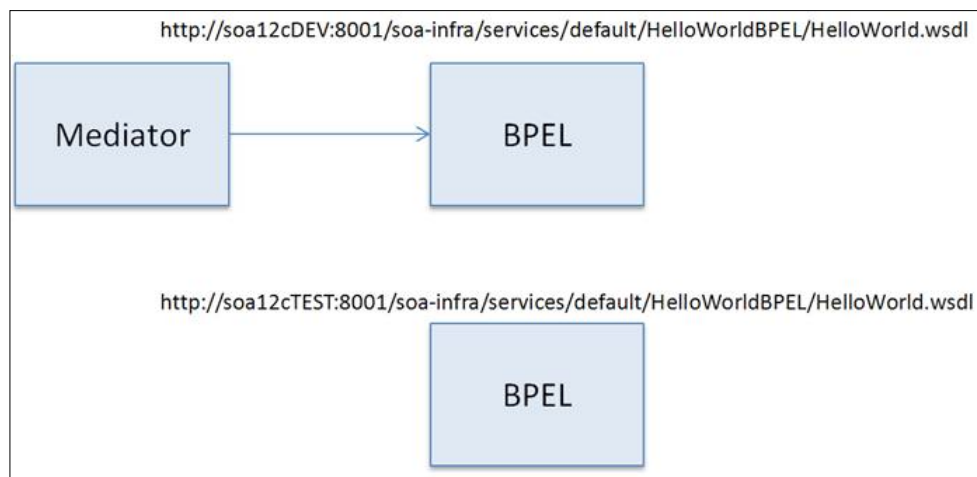 http://soa12cDEV:8001/soa-infra/services/default/HelloWorldBPEL/HelloWorld.wsdl
Mediator
BPEL
http://soa12cTEST:8001/soa-infra/services/default/HelloWorldBPEL/HelloWorld.wsdl
BPEL